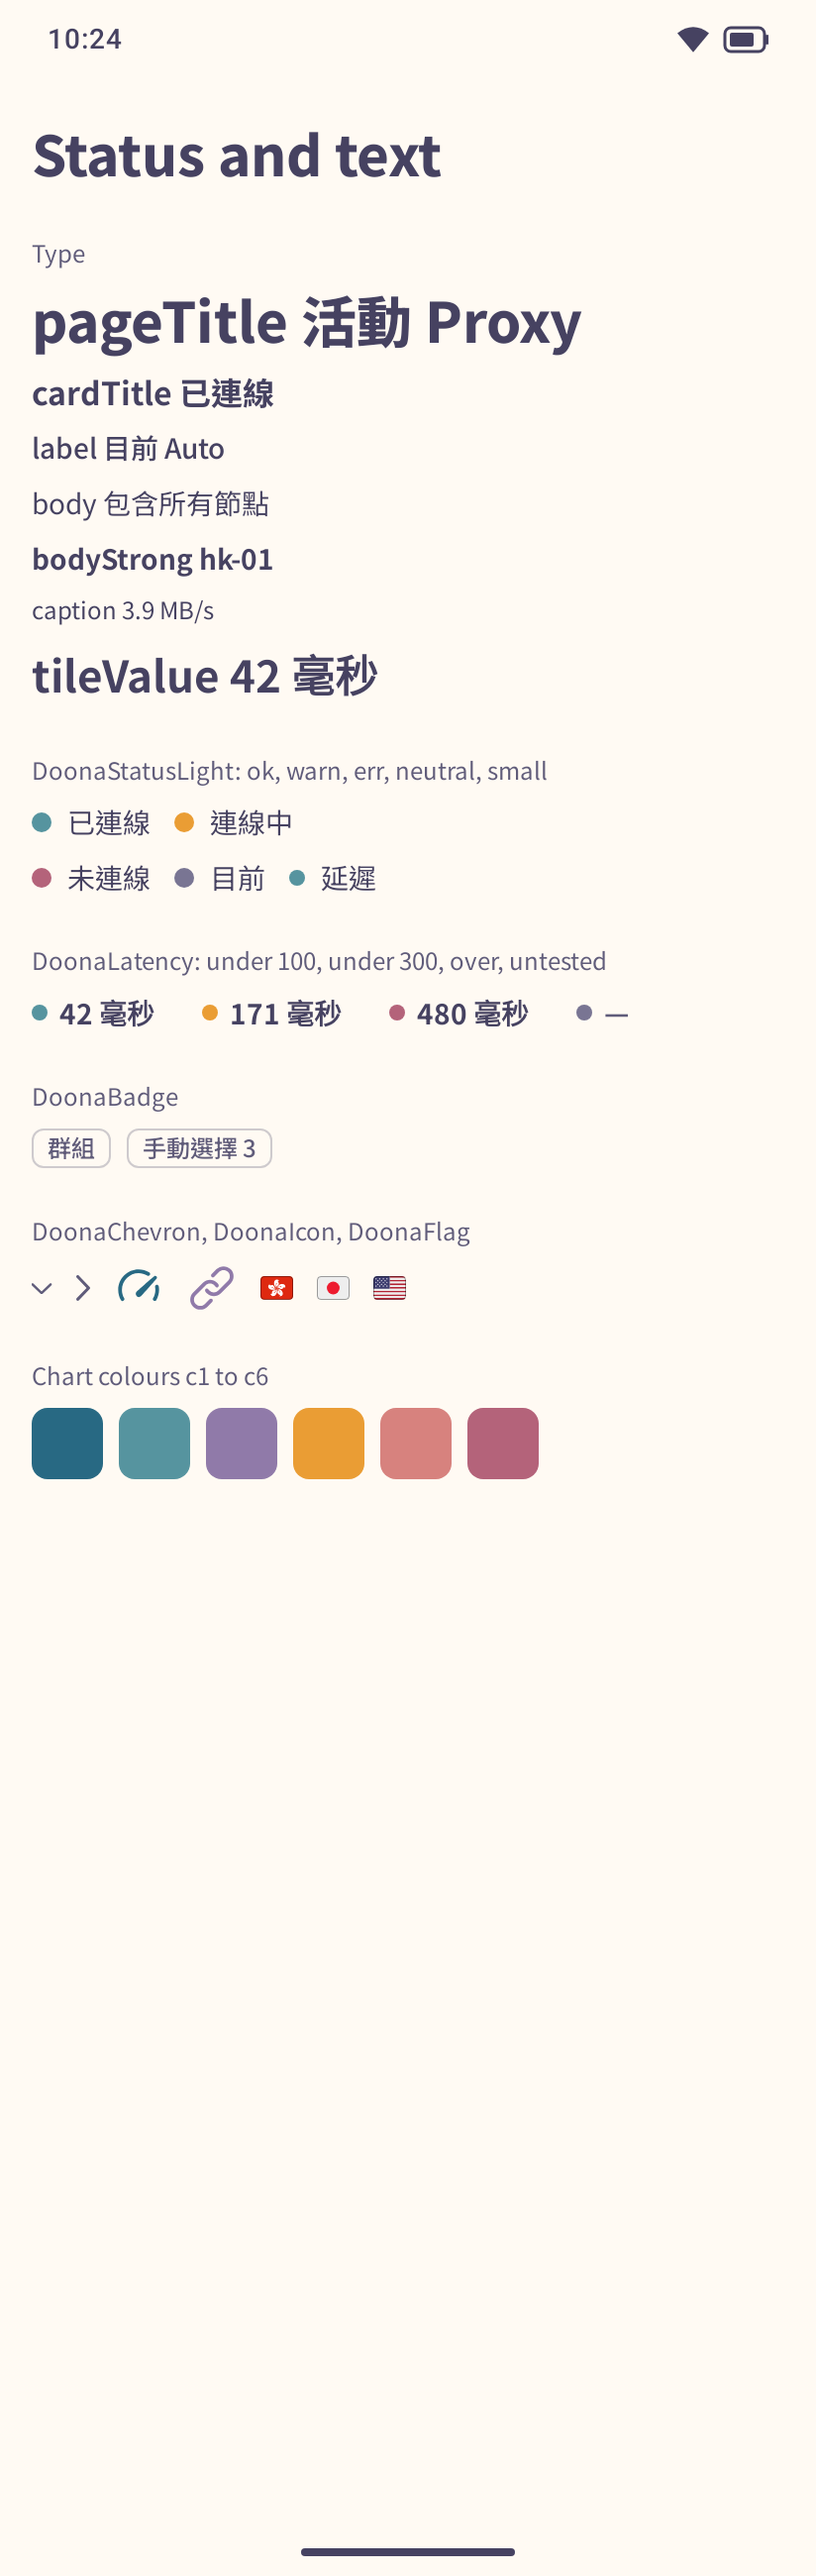 10:24
Status and text
Type
pageTitle 活動 Proxy
cardTitle 已連線
label 目前 Auto
body 包含所有節點
bodyStrong hk-01
caption 3.9 MB/s
tileValue 42 毫秒
DoonaStatusLight: ok, warn, err, neutral, small
已連線 連線中
未連線 目前 延遲
DoonaLatency: under 100, under 300, over, untested
42 毫秒 171 毫秒 480 毫秒 —
DoonaBadge
群組 手動選擇 3
DoonaChevron, DoonaIcon, DoonaFlag
Chart colours c1 to c6